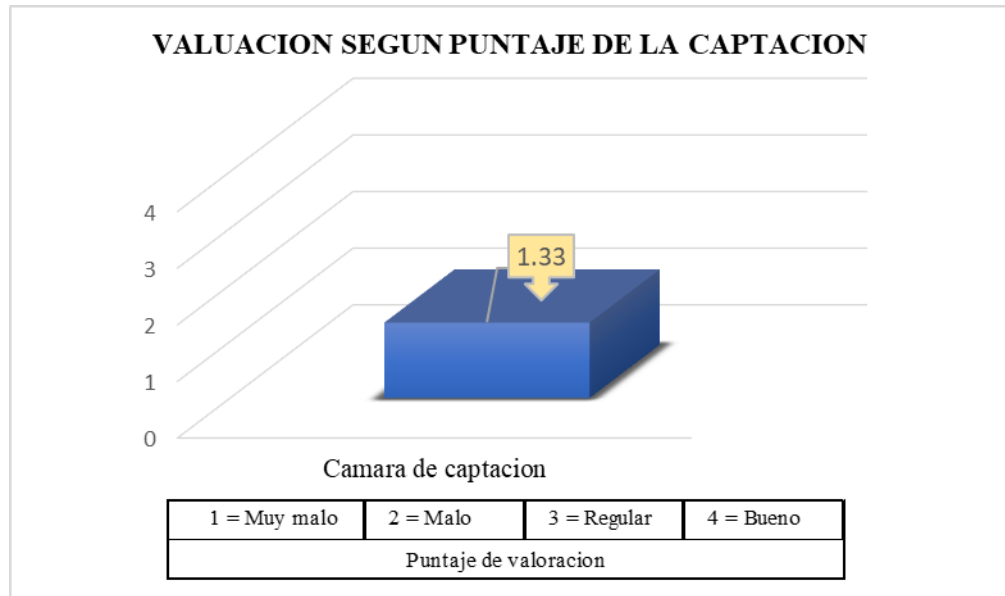 VALUACION SEGUN PUNTAJE DE LA CAPTACION
4
3
2
1
0
1.33
Camara de captacion
1 = Muy malo 2 = Malo 3 = Regular 4 = Bueno
Puntaje de valoracion